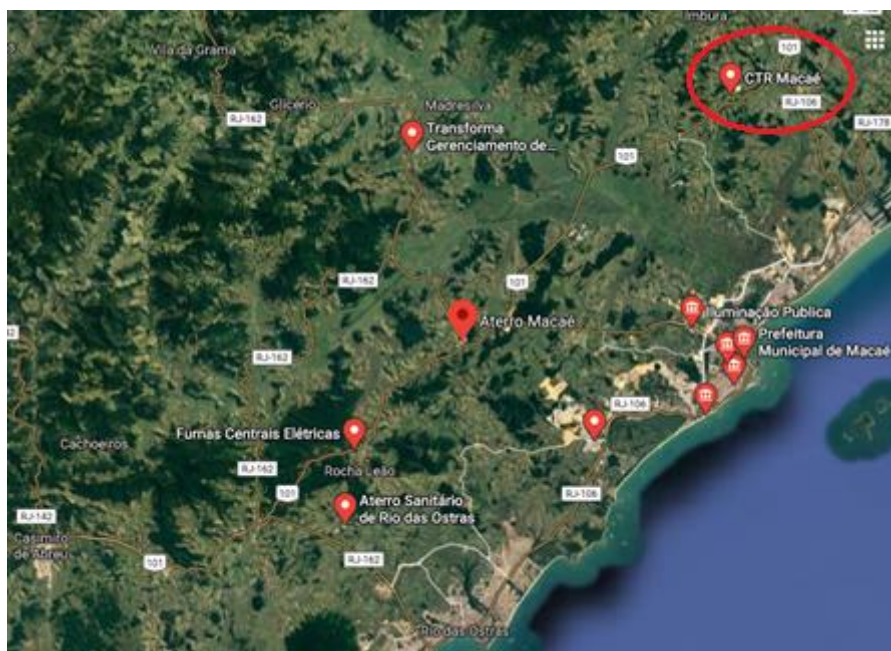 Imbura
101
Vila da Grama
CTR Macaé
RJ-106
Glicério
Madresilva
RJ-162
RJ-178
Transforma
Gerenciamento de...
101
RJ-162
101
Aterro Macaé
Iluminação Publica
Prefeitura
Municipal de Macaé
RJ-162
RJ-106
Furnas Centrais Elétricas
Cachoeiros
RJ-162
Rocha Leão
101
Aterro Sanitário
de Rio das Ostras
RJ-106
RJ-142
Casimiro
de Abreu
101
RJ-162
Rio das Ostras